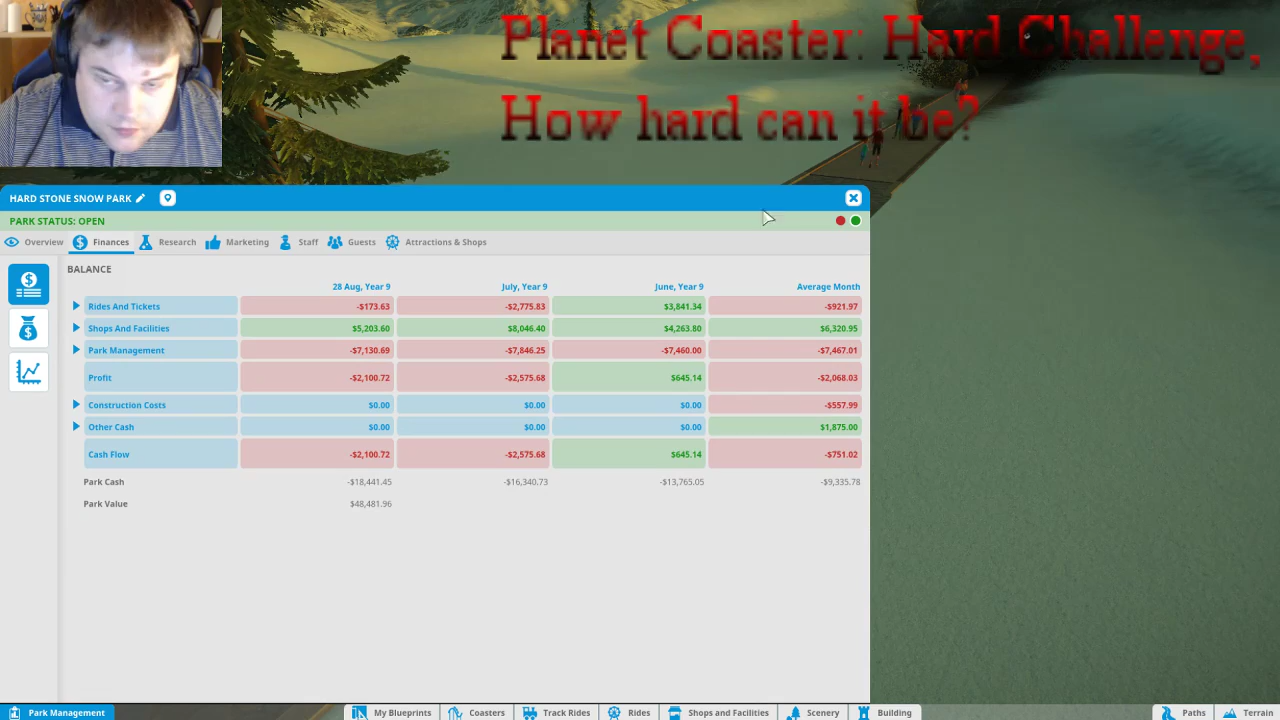 Planet Coaster: Hard Challenge,
How hard can it be?
HARD STONE SNOW PARK
PARK STATUS: OPEN
Overview Finances Research Marketing Staff Guests Attractions & Shops
BALANCE
28 Aug, Year 9 July, Year 9 June, Year 9 Average Month
Rides And Tickets -$173.63 -$2,775.83 $3,841.34 -$921.97
Shops And Facilities $5,203.60 $8,046.40 $4,263.80 $6,320.95
Park Management -$7,130.69 -$7,846.25 -$7,460.00 -$7,467.01
Profit -$2,100.72 -$2,575.68 $645.14 -$2,068.03
Construction Costs $0.00 $0.00 $0.00 -$557.99
Other Cash $0.00 $0.00 $0.00 $1,875.00
Cash Flow -$2,100.72 -$2,575.68 $645.14 -$751.02
Park Cash -$18,441.45 -$16,340.73 -$13,765.05 -$9,335.78
Park Value $48,481.96
Park Management My Blueprints Coasters Track Rides Rides Shops and Facilities Scenery Building Paths Terrain